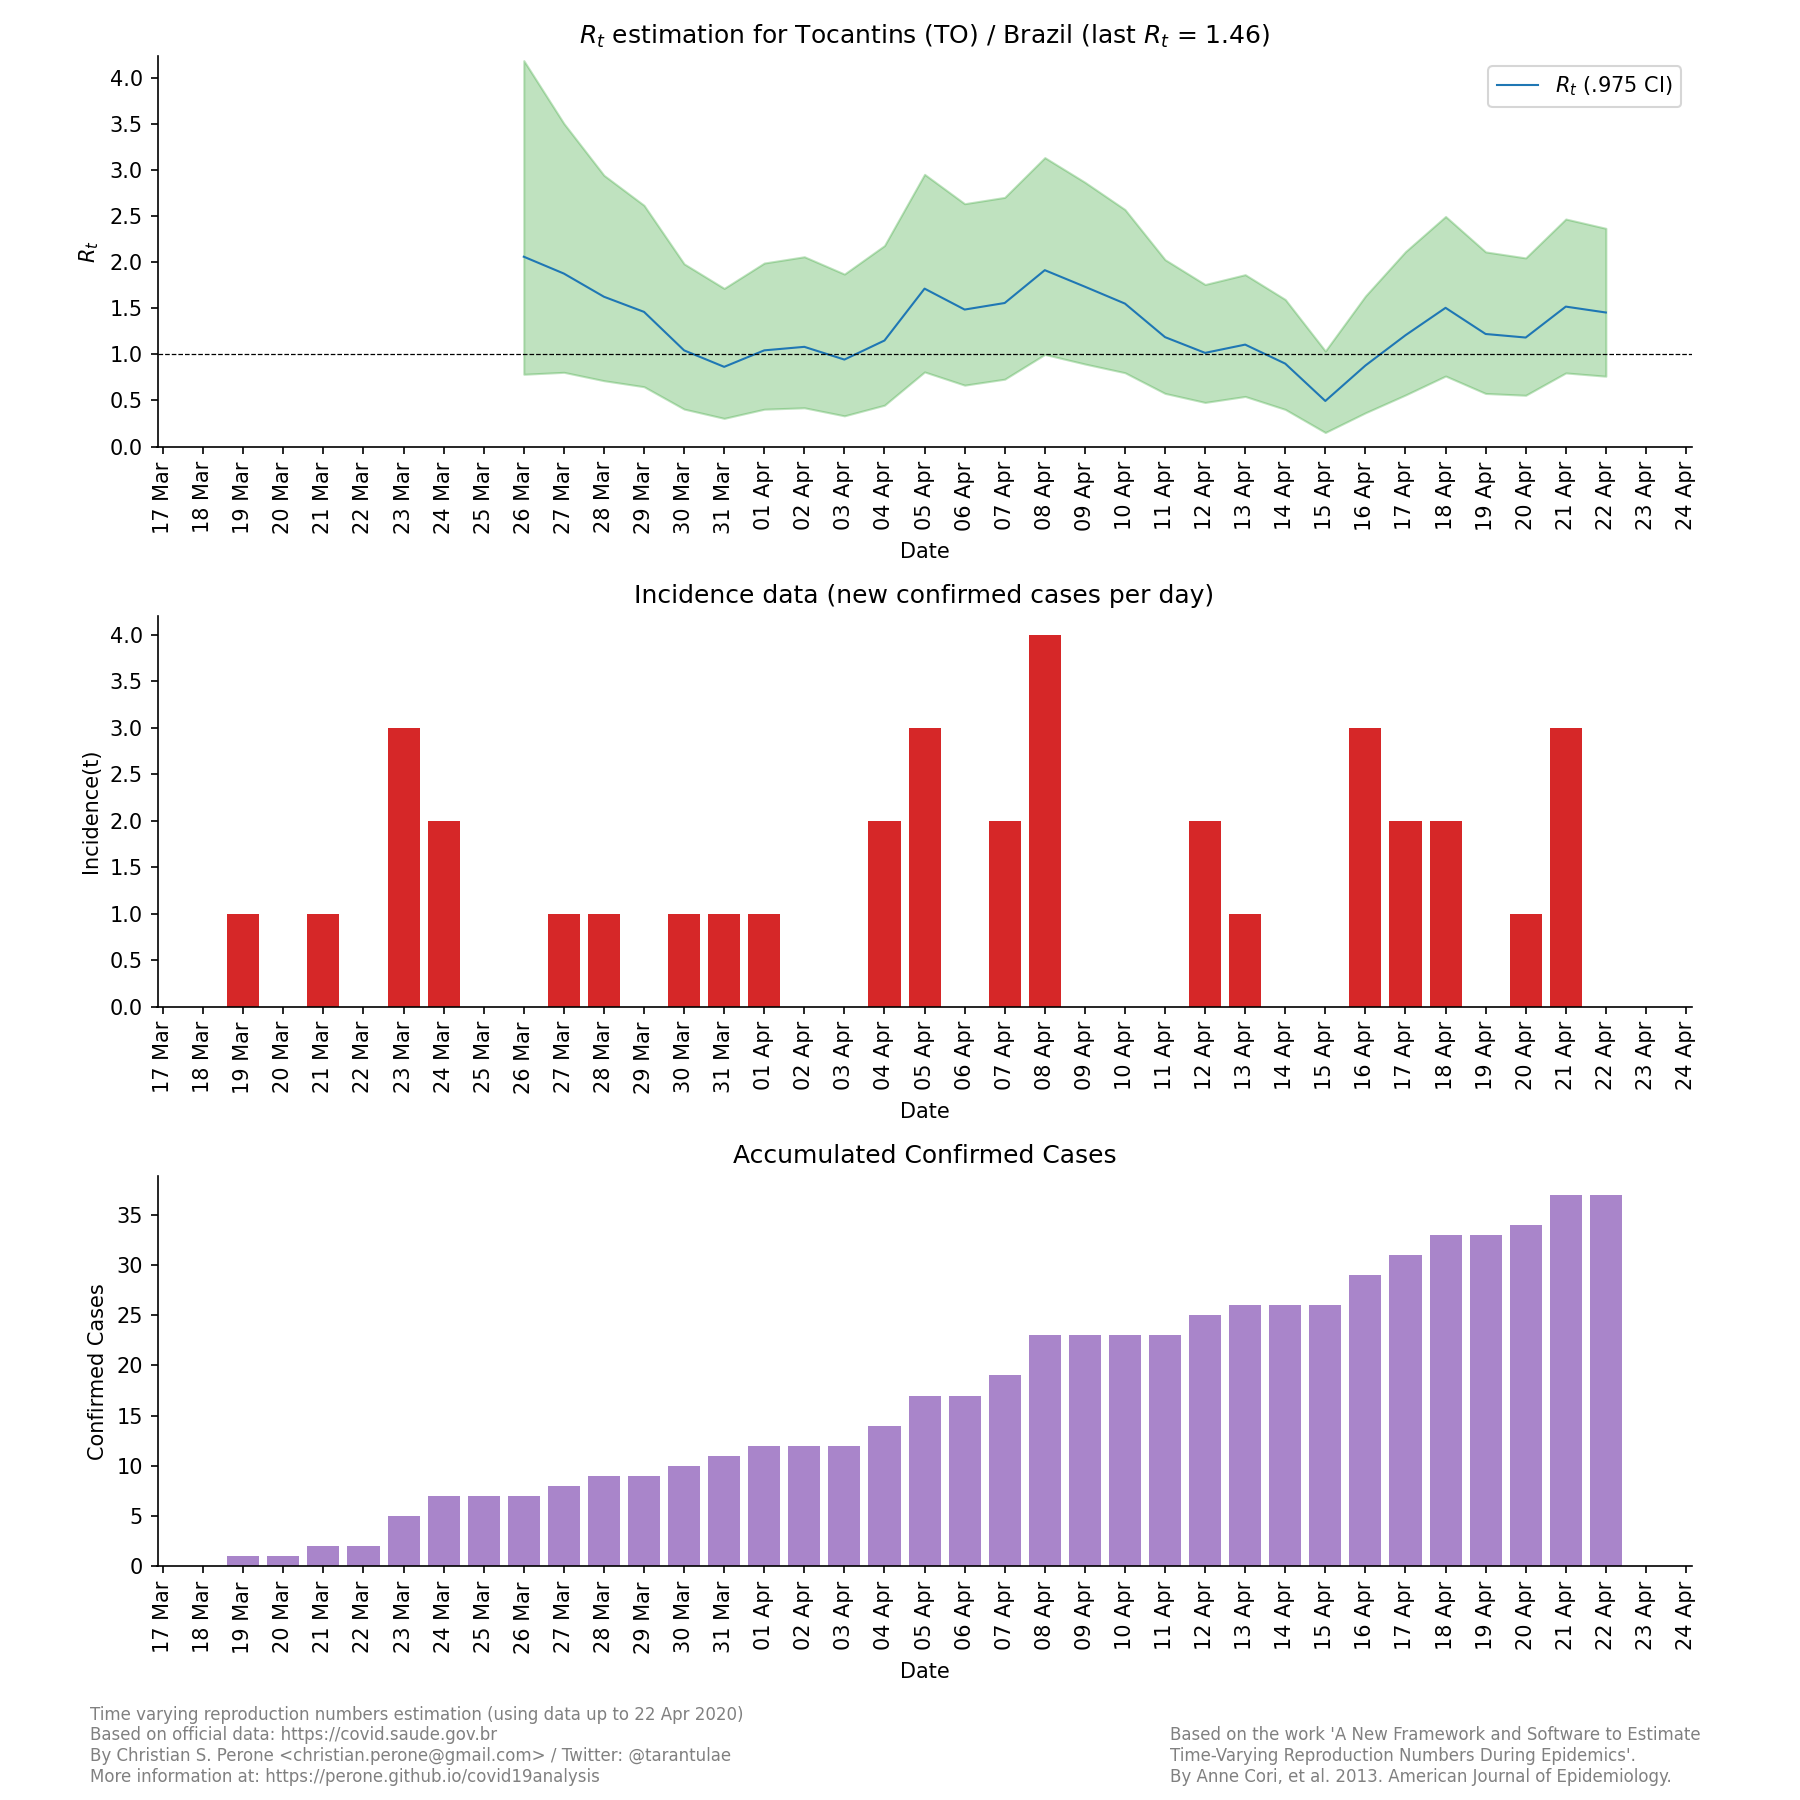 R_t estimation for Tocantins (TO) / Brazil (last R_t = 1.46)
R_t (.975 CI)
R_t
4.0
3.5
3.0
2.5
2.0
1.5
1.0
0.5
0.0
17 Mar 18 Mar 19 Mar 20 Mar 21 Mar 22 Mar 23 Mar 24 Mar 25 Mar 26 Mar 27 Mar 28 Mar 29 Mar 30 Mar 31 Mar 01 Apr 02 Apr 03 Apr 04 Apr 05 Apr 06 Apr 07 Apr 08 Apr 09 Apr 10 Apr 11 Apr 12 Apr 13 Apr 14 Apr 15 Apr 16 Apr 17 Apr 18 Apr 19 Apr 20 Apr 21 Apr 22 Apr 23 Apr 24 Apr
Date
Incidence data (new confirmed cases per day)
Incidence(t)
4.0
3.5
3.0
2.5
2.0
1.5
1.0
0.5
0.0
17 Mar 18 Mar 19 Mar 20 Mar 21 Mar 22 Mar 23 Mar 24 Mar 25 Mar 26 Mar 27 Mar 28 Mar 29 Mar 30 Mar 31 Mar 01 Apr 02 Apr 03 Apr 04 Apr 05 Apr 06 Apr 07 Apr 08 Apr 09 Apr 10 Apr 11 Apr 12 Apr 13 Apr 14 Apr 15 Apr 16 Apr 17 Apr 18 Apr 19 Apr 20 Apr 21 Apr 22 Apr 23 Apr 24 Apr
Date
Accumulated Confirmed Cases
Confirmed Cases
35
30
25
20
15
10
5
0
17 Mar 18 Mar 19 Mar 20 Mar 21 Mar 22 Mar 23 Mar 24 Mar 25 Mar 26 Mar 27 Mar 28 Mar 29 Mar 30 Mar 31 Mar 01 Apr 02 Apr 03 Apr 04 Apr 05 Apr 06 Apr 07 Apr 08 Apr 09 Apr 10 Apr 11 Apr 12 Apr 13 Apr 14 Apr 15 Apr 16 Apr 17 Apr 18 Apr 19 Apr 20 Apr 21 Apr 22 Apr 23 Apr 24 Apr
Date
Time varying reproduction numbers estimation (using data up to 22 Apr 2020)
Based on official data: https://covid.saude.gov.br
By Christian S. Perone <christian.perone@gmail.com> / Twitter: @tarantulae
More information at: https://perone.github.io/covid19analysis
Based on the work 'A New Framework and Software to Estimate
Time-Varying Reproduction Numbers During Epidemics'.
By Anne Cori, et al. 2013. American Journal of Epidemiology.